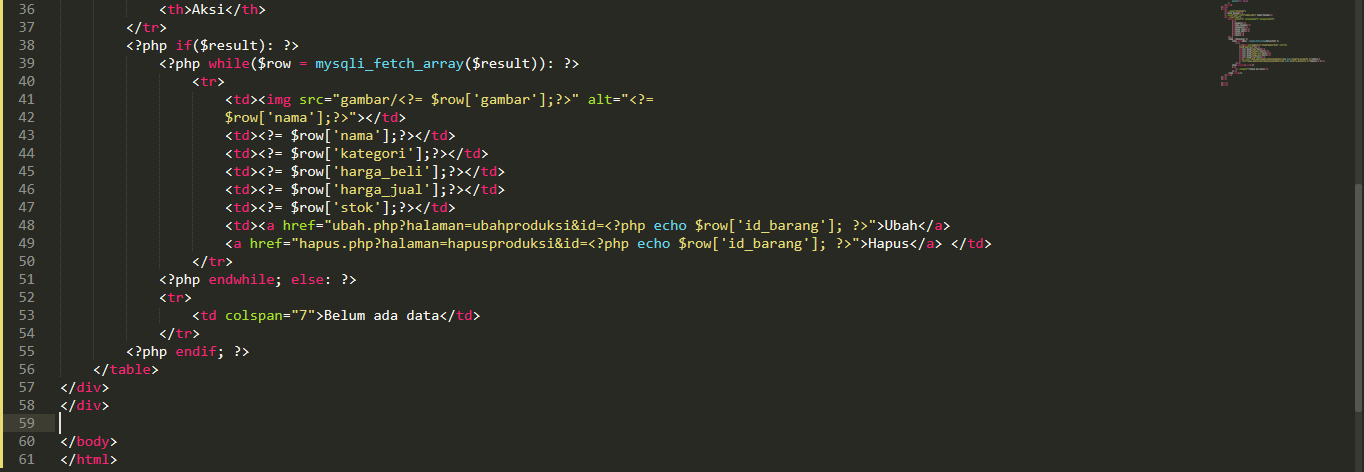 36 <th>Aksi</th>
37 </tr>
38 <?php if($result): ?>
39 <?php while($row = mysqli_fetch_array($result)): ?>
40 <tr>
41 <td><img src="gambar/<?= $row['gambar'];?>" alt="<?=
42 $row['nama'];?>"></td>
43 <td><?= $row['nama'];?></td>
44 <td><?= $row['kategori'];?></td>
45 <td><?= $row['harga_beli'];?></td>
46 <td><?= $row['harga_jual'];?></td>
47 <td><?= $row['stok'];?></td>
48 <td><a href="ubah.php?halaman=ubahproduksi&id=<?php echo $row['id_barang']; ?>">Ubah</a>
49 <a href="hapus.php?halaman=hapusproduksi&id=<?php echo $row['id_barang']; ?>">Hapus</a> </td>
50 </tr>
51 <?php endwhile; else: ?>
52 <tr>
53 <td colspan="7">Belum ada data</td>
54 </tr>
55 <?php endif; ?>
56 </table>
57 </div>
58 </div>
59
60 </body>
61 </html>